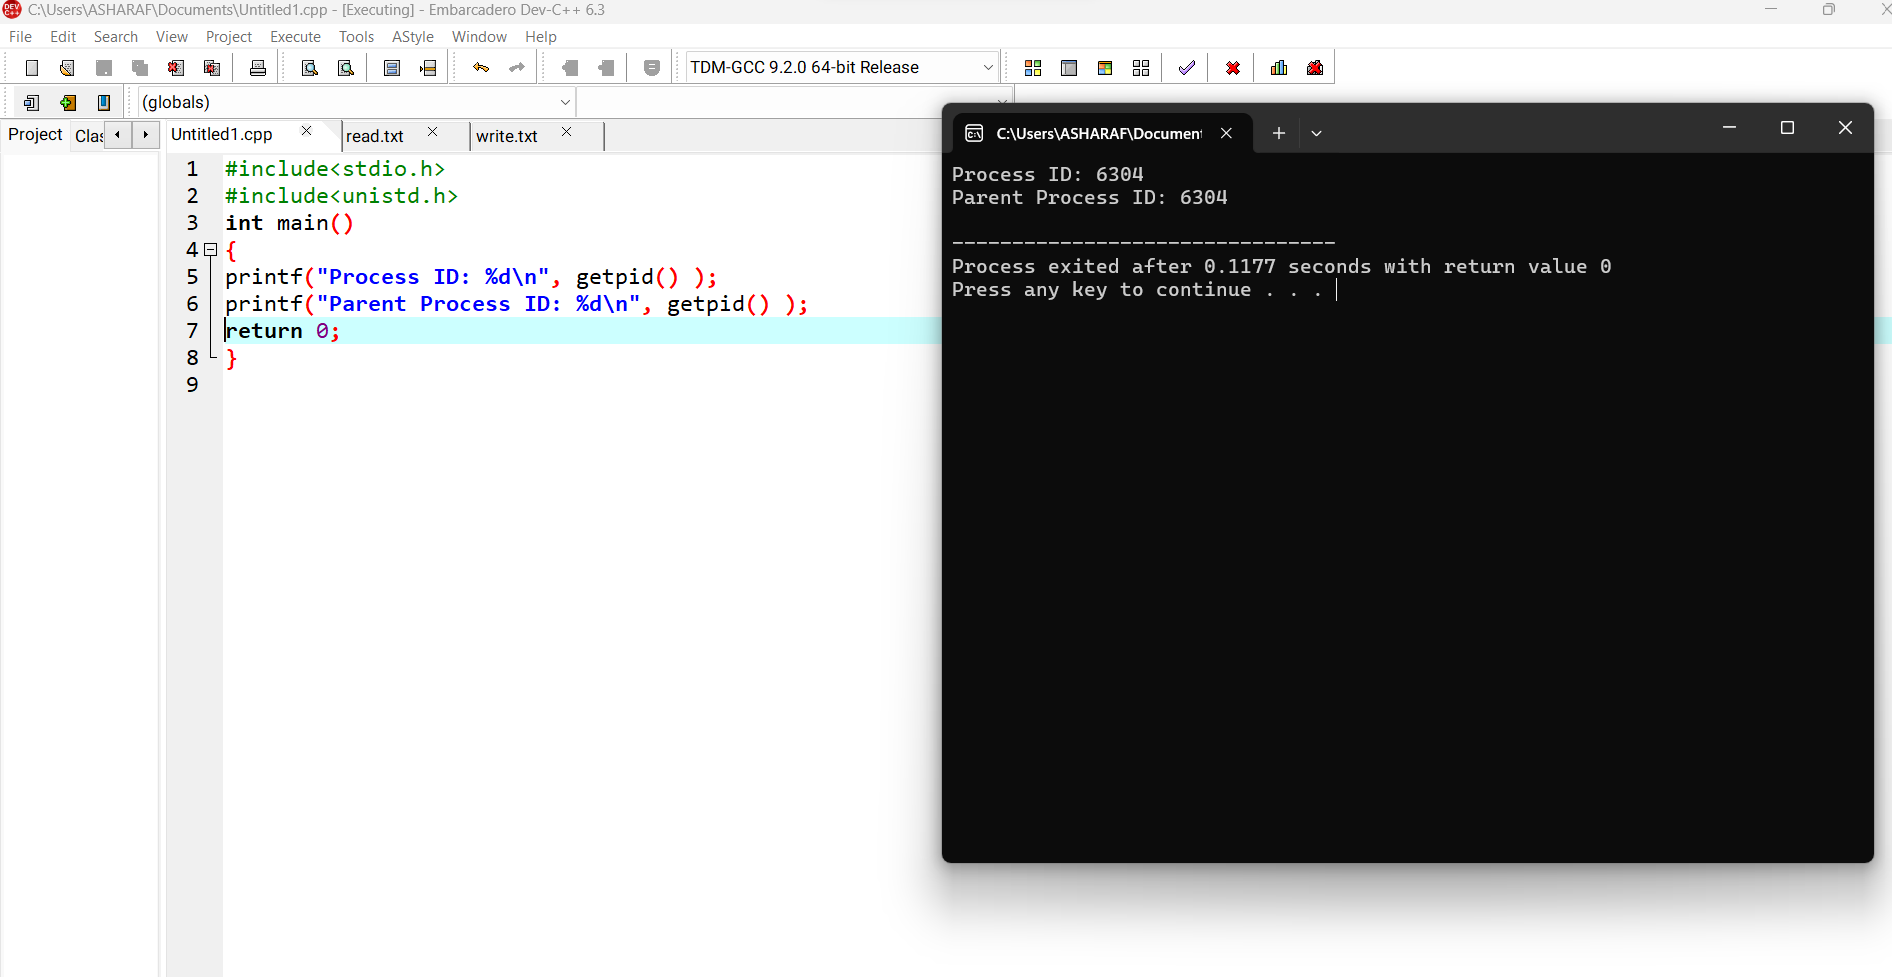 C:\Users\ASHARAF\Documents\Untitled1.cpp - [Executing] - Embarcadero Dev-C++ 6.3
File Edit Search View Project Execute Tools AStyle Window Help
TDM-GCC 9.2.0 64-bit Release
(globals)
Project Clas Untitled1.cpp read.txt write.txt
1 #include<stdio.h>
2 #include<unistd.h>
3 int main()
4 {
5 printf("Process ID: %d\n", getpid() );
6 printf("Parent Process ID: %d\n", getpid() );
7 return 0;
8 }
9
C:\Users\ASHARAF\Document
Process ID: 6304
Parent Process ID: 6304
--------------------------------
Process exited after 0.1177 seconds with return value 0
Press any key to continue . . .